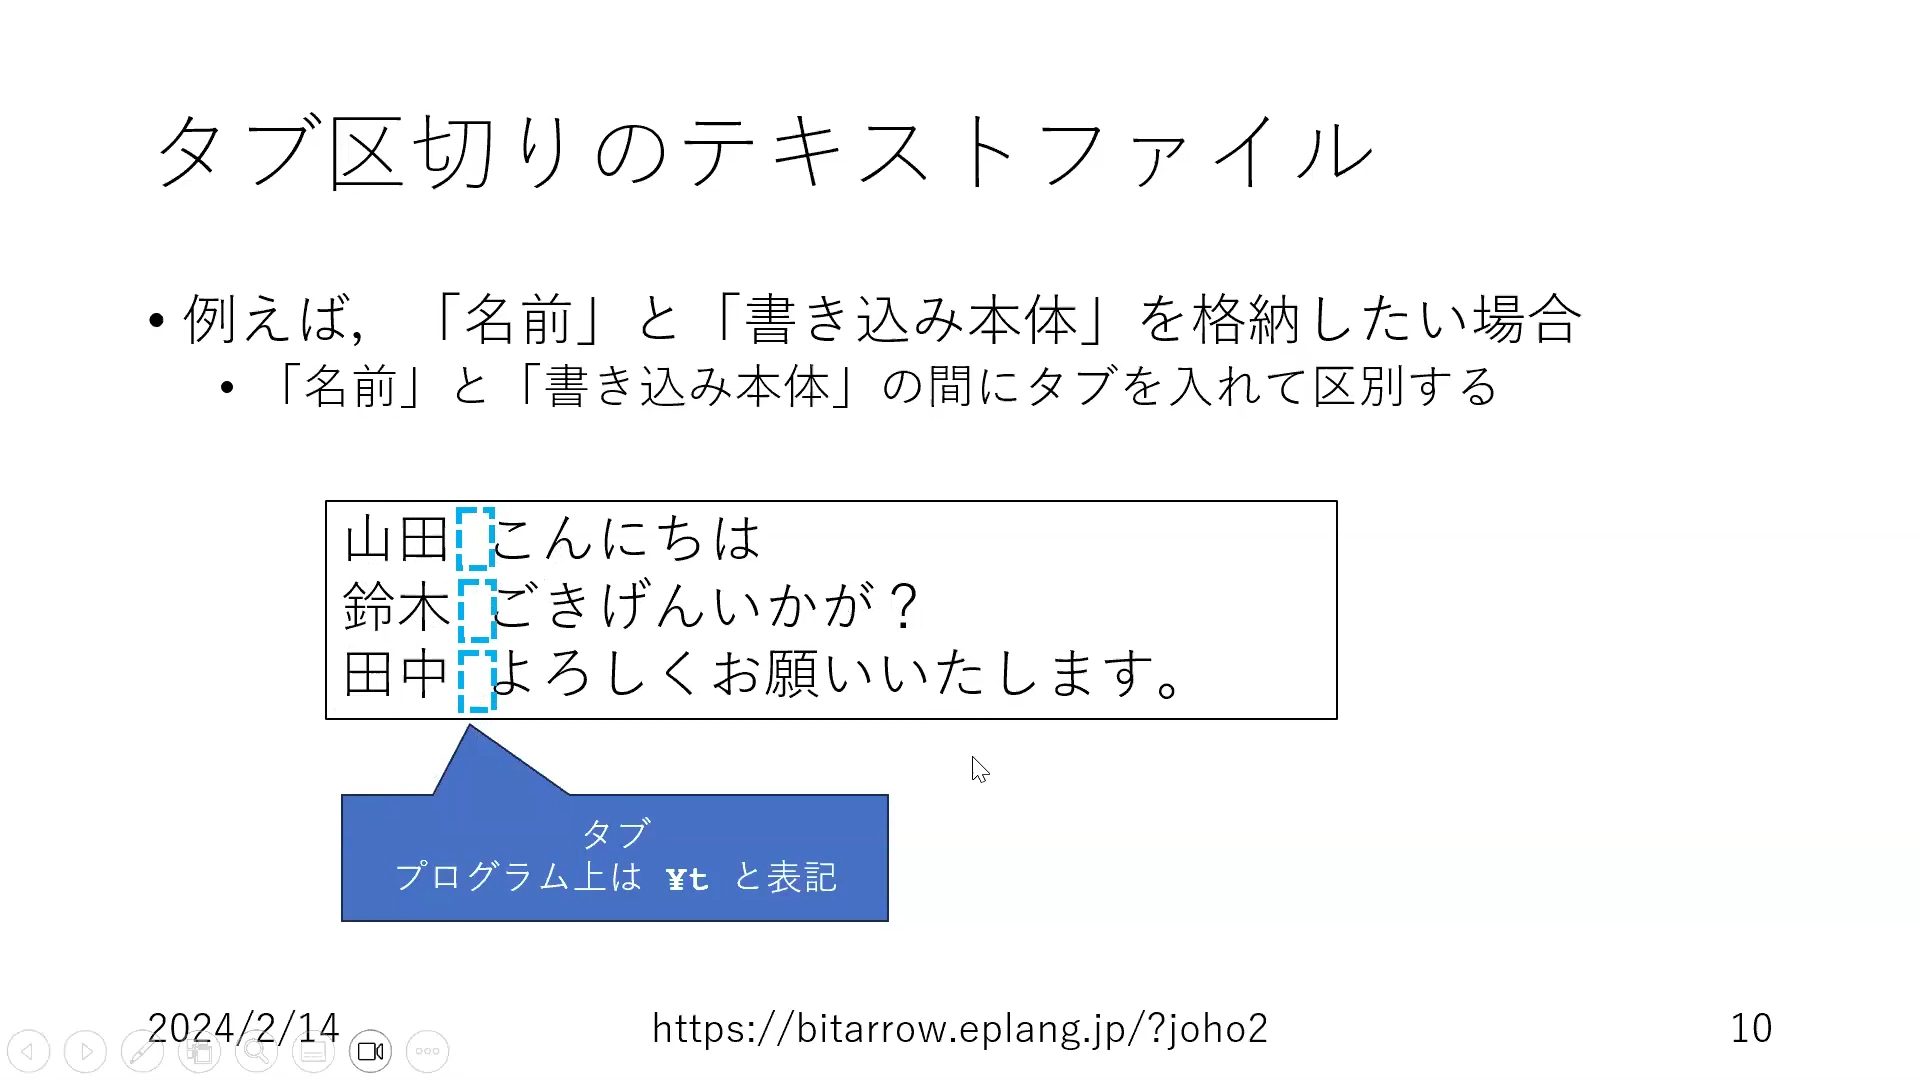 タブ区切りのテキストファイル
• 例えば，「名前」と「書き込み本体」を格納したい場合
• 「名前」と「書き込み本体」の間にタブを入れて区別する
山田 こんにちは
鈴木 ごきげんいかが？
田中 よろしくお願いいたします。
タブ
プログラム上は ¥t と表記
2024/2/14
https://bitarrow.eplang.jp/?joho2
10